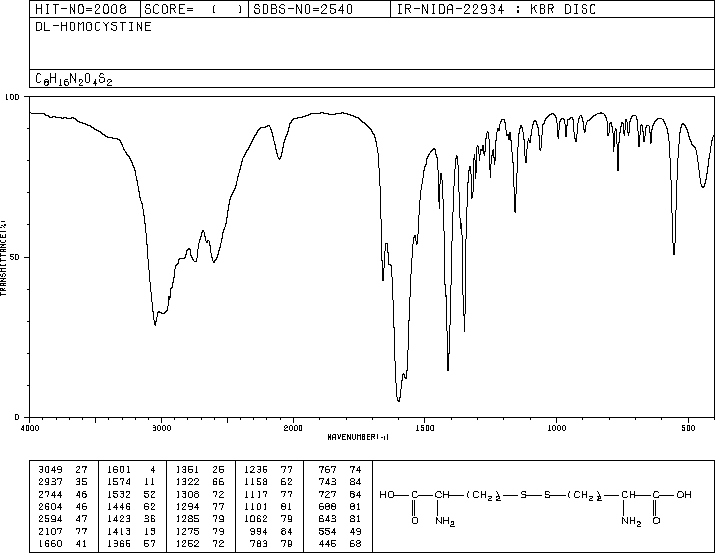 HIT-NO=2008 SCORE= ( ) SDBS-NO=2540 IR-NIDA-22934 : KBR DISC
DL-HOMOCYSTINE
C8H16N2O4S2
100
TRANSMITTANCE(%)
50
0
4000 3000 2000 1500 1000 500
WAVENUMBER(-1)
3049 27 1601 4 1351 26 1236 77 767 74
2937 35 1574 11 1322 66 1158 62 743 84
2744 46 1532 52 1308 72 1117 77 727 84
2604 46 1446 62 1294 77 1101 81 688 81
2594 47 1423 36 1285 79 1062 79 643 81
2107 77 1413 13 1275 79 994 84 554 49
1660 41 1365 57 1252 72 783 79 445 68
HO—C—CH—(CH2)2—S—S—(CH2)2—CH—C—OH
O NH2 NH2 O